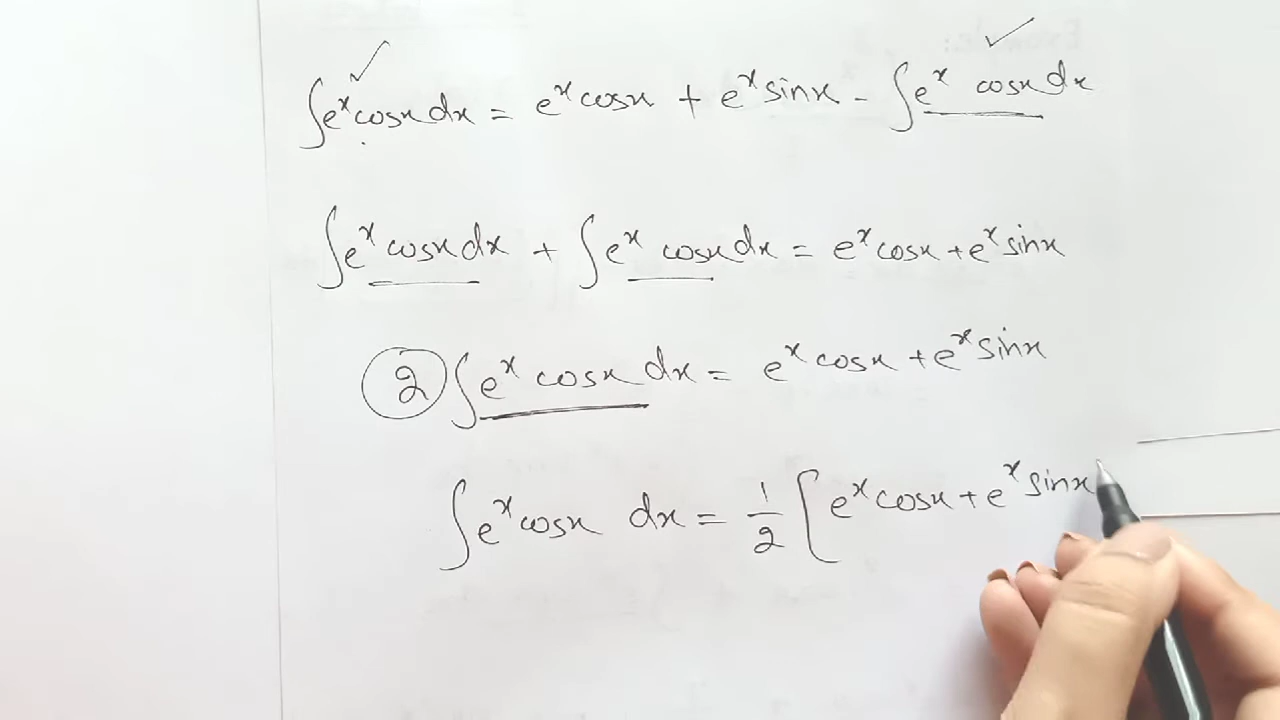 ∫e^x cosx dx = e^x cosx + e^x sinx - ∫e^x cosx dx
∫e^x cosx dx + ∫e^x cosx dx = e^x cosx + e^x sinx
2 ∫e^x cosx dx = e^x cosx + e^x sinx
∫e^x cosx dx = 1/2 [e^x cosx + e^x sinx